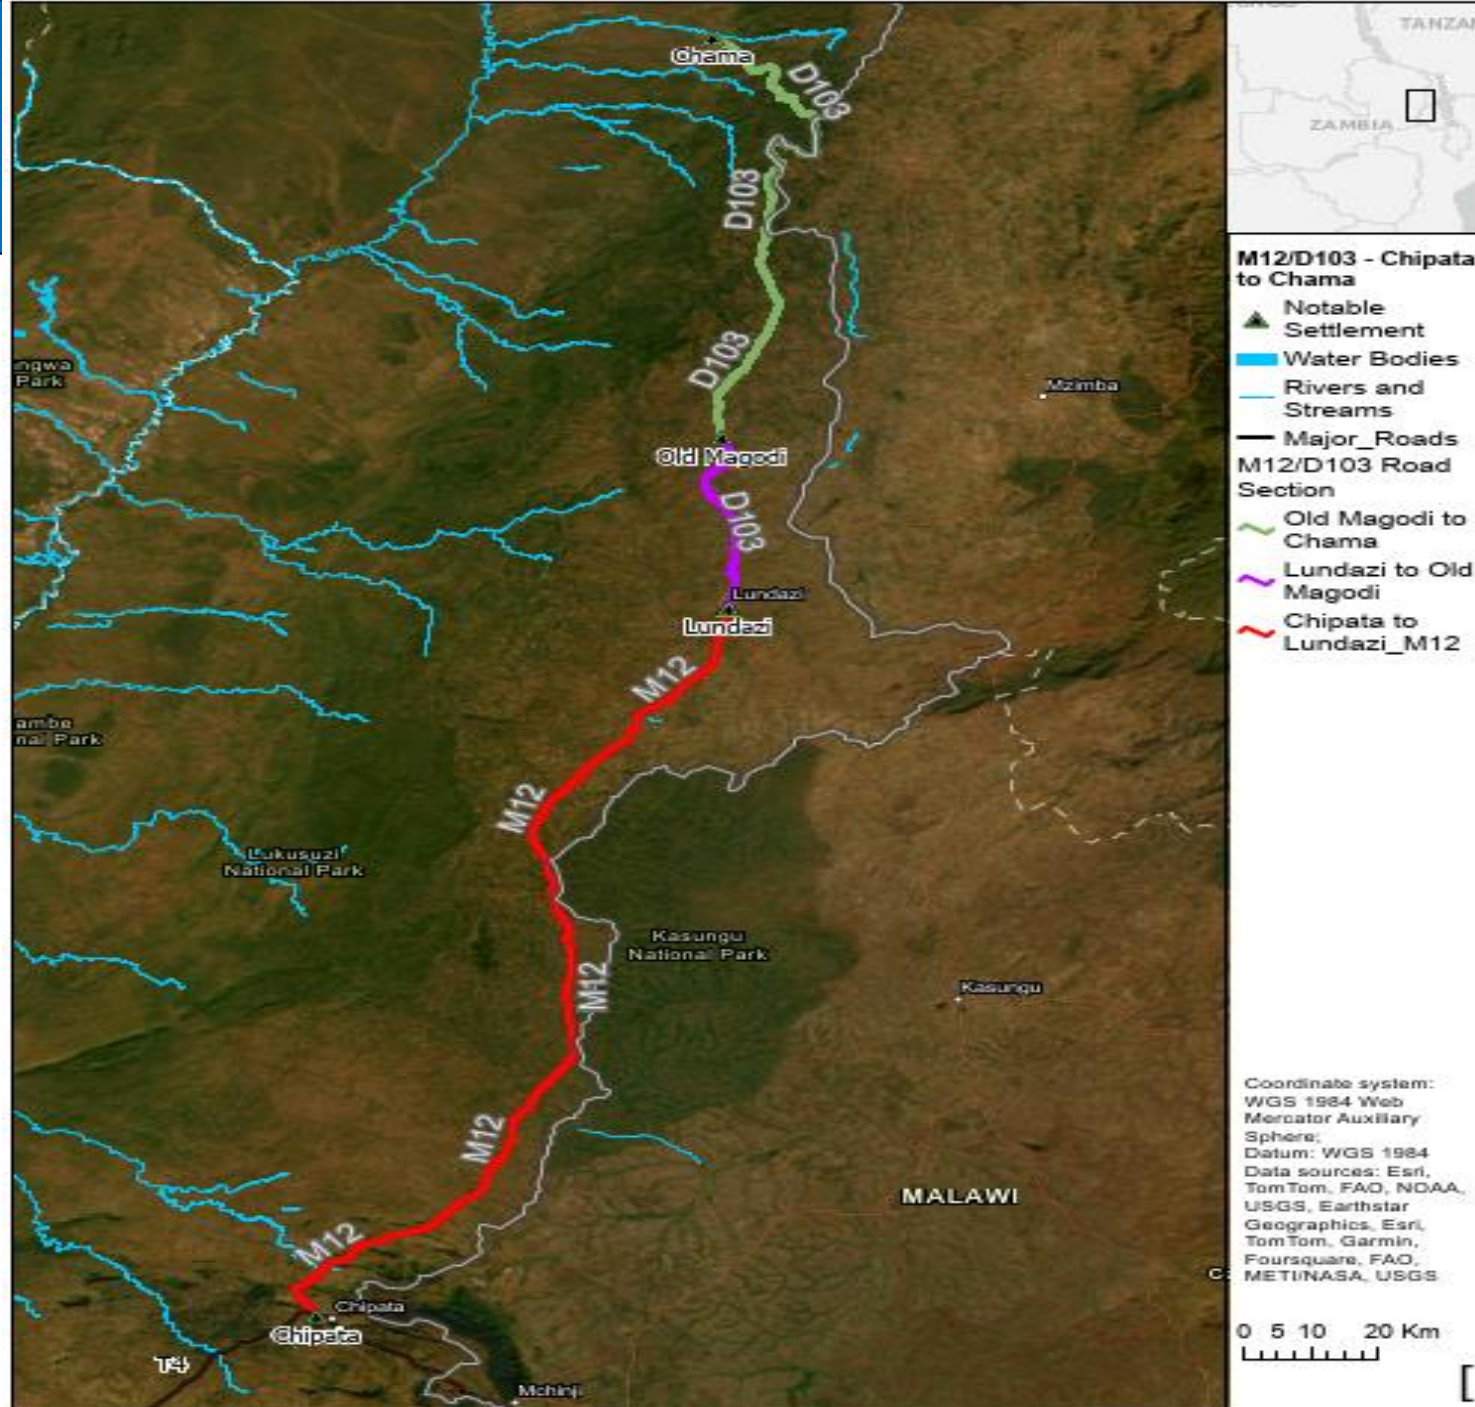 TANZA
ZAMBIA
Chama
D103
D103
D103
ngwa
Park
Mzimba
Old Magodi
D103
Lundazi
Lundazi
M12
ambe
nal Park
M12
Lukusuzi
National Park
Kasungu
National Park
M12
Kasungu
M12
MALAWI
M12
Chipata
Chipata
T4
Mchinji
M12/D103 - Chipata
to Chama
Notable
Settlement
Water Bodies
Rivers and
Streams
Major_Roads
M12/D103 Road
Section
Old Magodi to
Chama
Lundazi to Old
Magodi
Chipata to
Lundazi_M12
Coordinate system:
WGS 1984 Web
Mercator Auxiliary
Sphere;
Datum: WGS 1984
Data sources: Esri,
TomTom, FAO, NOAA,
USGS, Earthstar
Geographics, Esri,
TomTom, Garmin,
Foursquare, FAO,
METI/NASA, USGS
0 5 10 20 Km